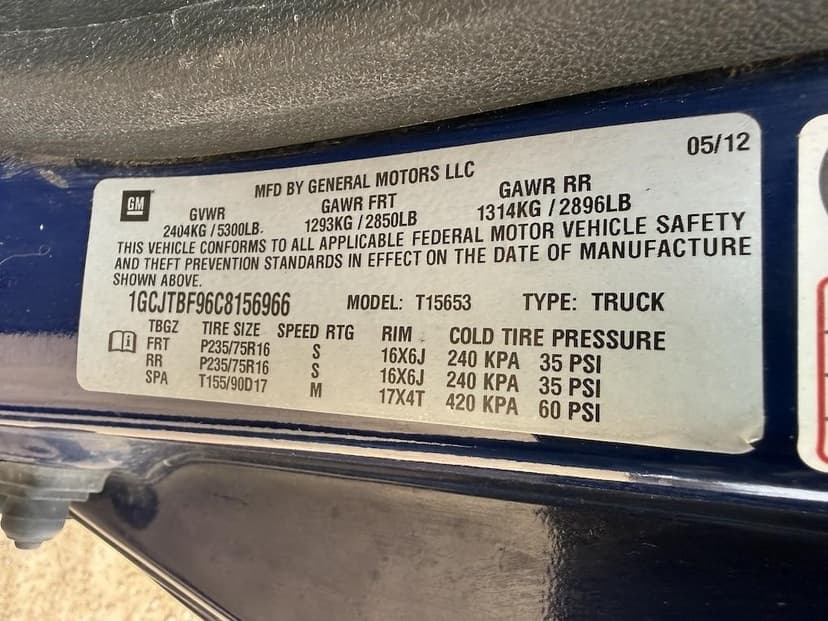 05/12
GM
MFD BY GENERAL MOTORS LLC
GVWR GAWR FRT GAWR RR
2404KG / 5300LB. 1293KG / 2850LB 1314KG / 2896LB
THIS VEHICLE CONFORMS TO ALL APPLICABLE FEDERAL MOTOR VEHICLE SAFETY
AND THEFT PREVENTION STANDARDS IN EFFECT ON THE DATE OF MANUFACTURE
SHOWN ABOVE.
1GCJTBF96C8156966 MODEL: T15653 TYPE: TRUCK
TBGZ TIRE SIZE SPEED RTG RIM COLD TIRE PRESSURE
FRT P235/75R16 S 16X6J 240 KPA 35 PSI
RR P235/75R16 S 16X6J 240 KPA 35 PSI
SPA T155/90D17 M 17X4T 420 KPA 60 PSI